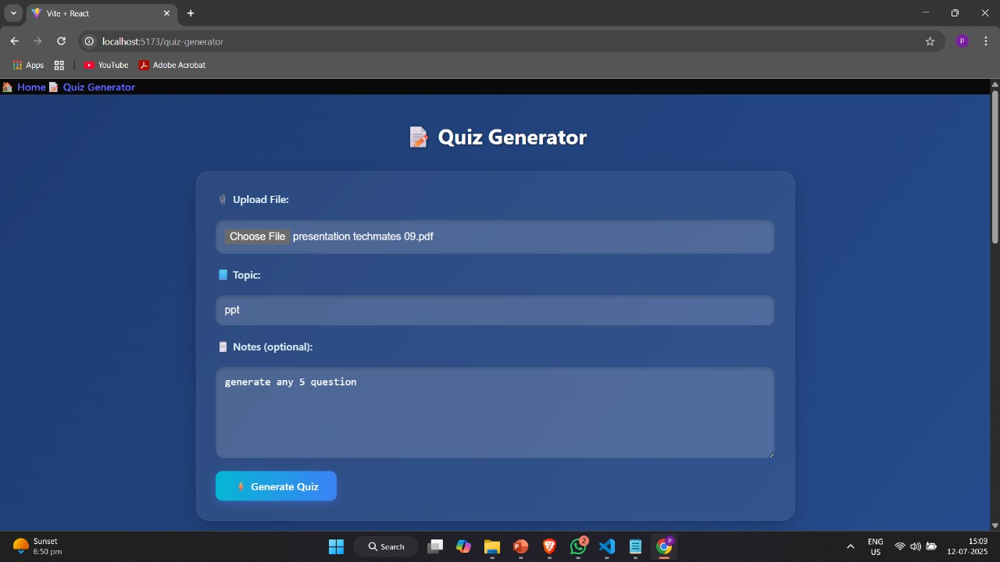 Vite + React
localhost:5173/quiz-generator
P
Apps
YouTube
Adobe Acrobat
Home
Quiz Generator
Quiz Generator
Upload File:
Choose File presentation techmates 09.pdf
Topic:
ppt
Notes (optional):
generate any 5 question
Generate Quiz
Sunset
6:50 pm
Search
2
P
ENG
US
15:09
12-07-2025